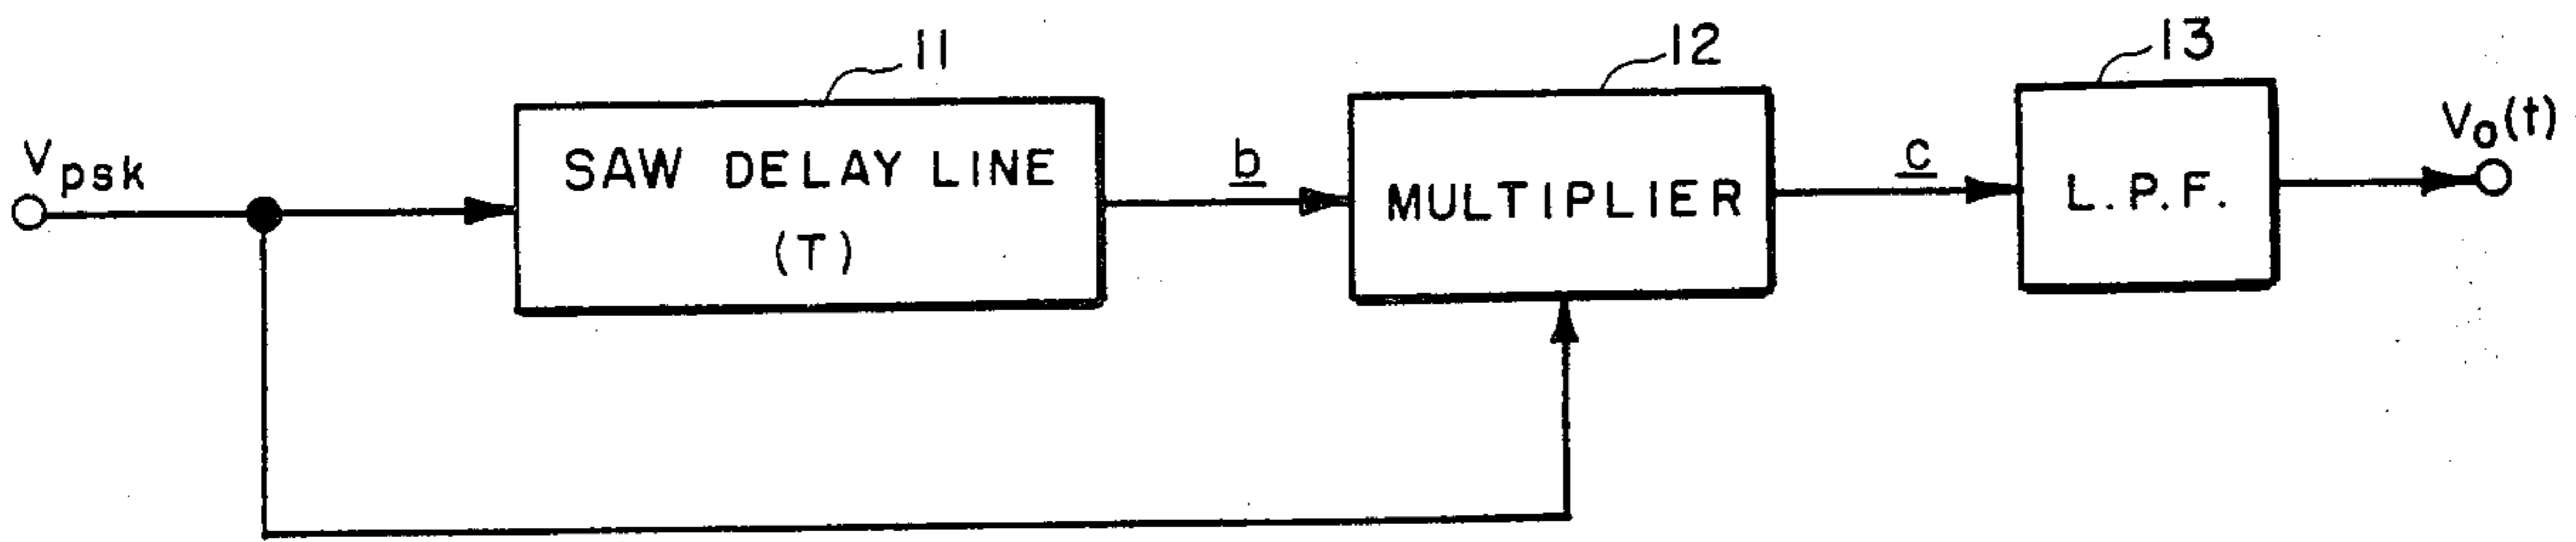 11
12
13
Vpsk
SAW DELAY LINE
(T)
b
MULTIPLIER
c
L.P.F.
Vo(t)